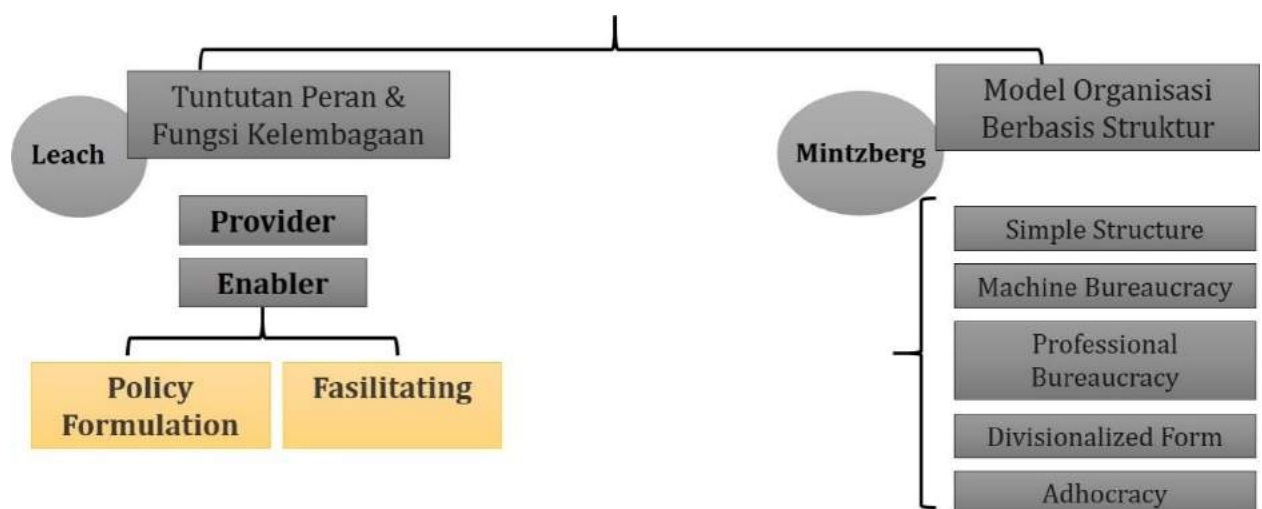 Tuntutan Peran &
Fungsi Kelembagaan
Leach
Provider
Enabler
Policy
Formulation
Fasilitating
Model Organisasi
Berbasis Struktur
Mintzberg
Simple Structure
Machine Bureaucracy
Professional
Bureaucracy
Divisionalized Form
Adhocracy